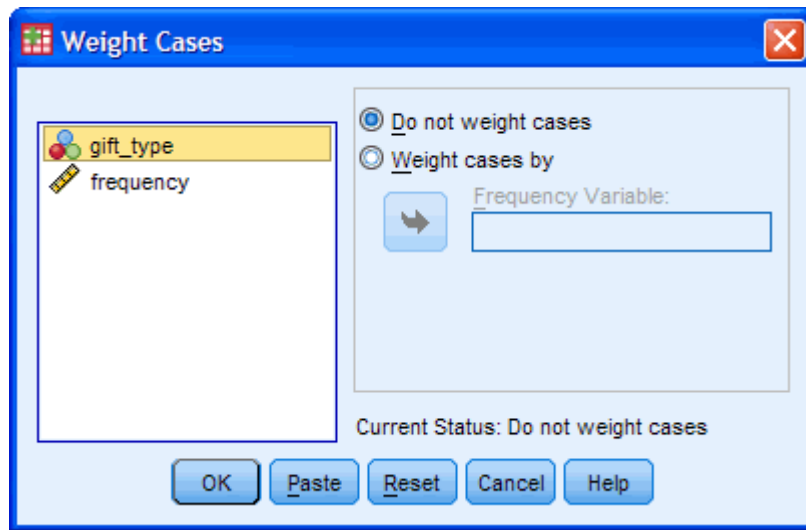 Weight Cases
gift_type
frequency
Do not weight cases
Weight cases by
Frequency Variable:
Current Status: Do not weight cases
OK Paste Reset Cancel Help